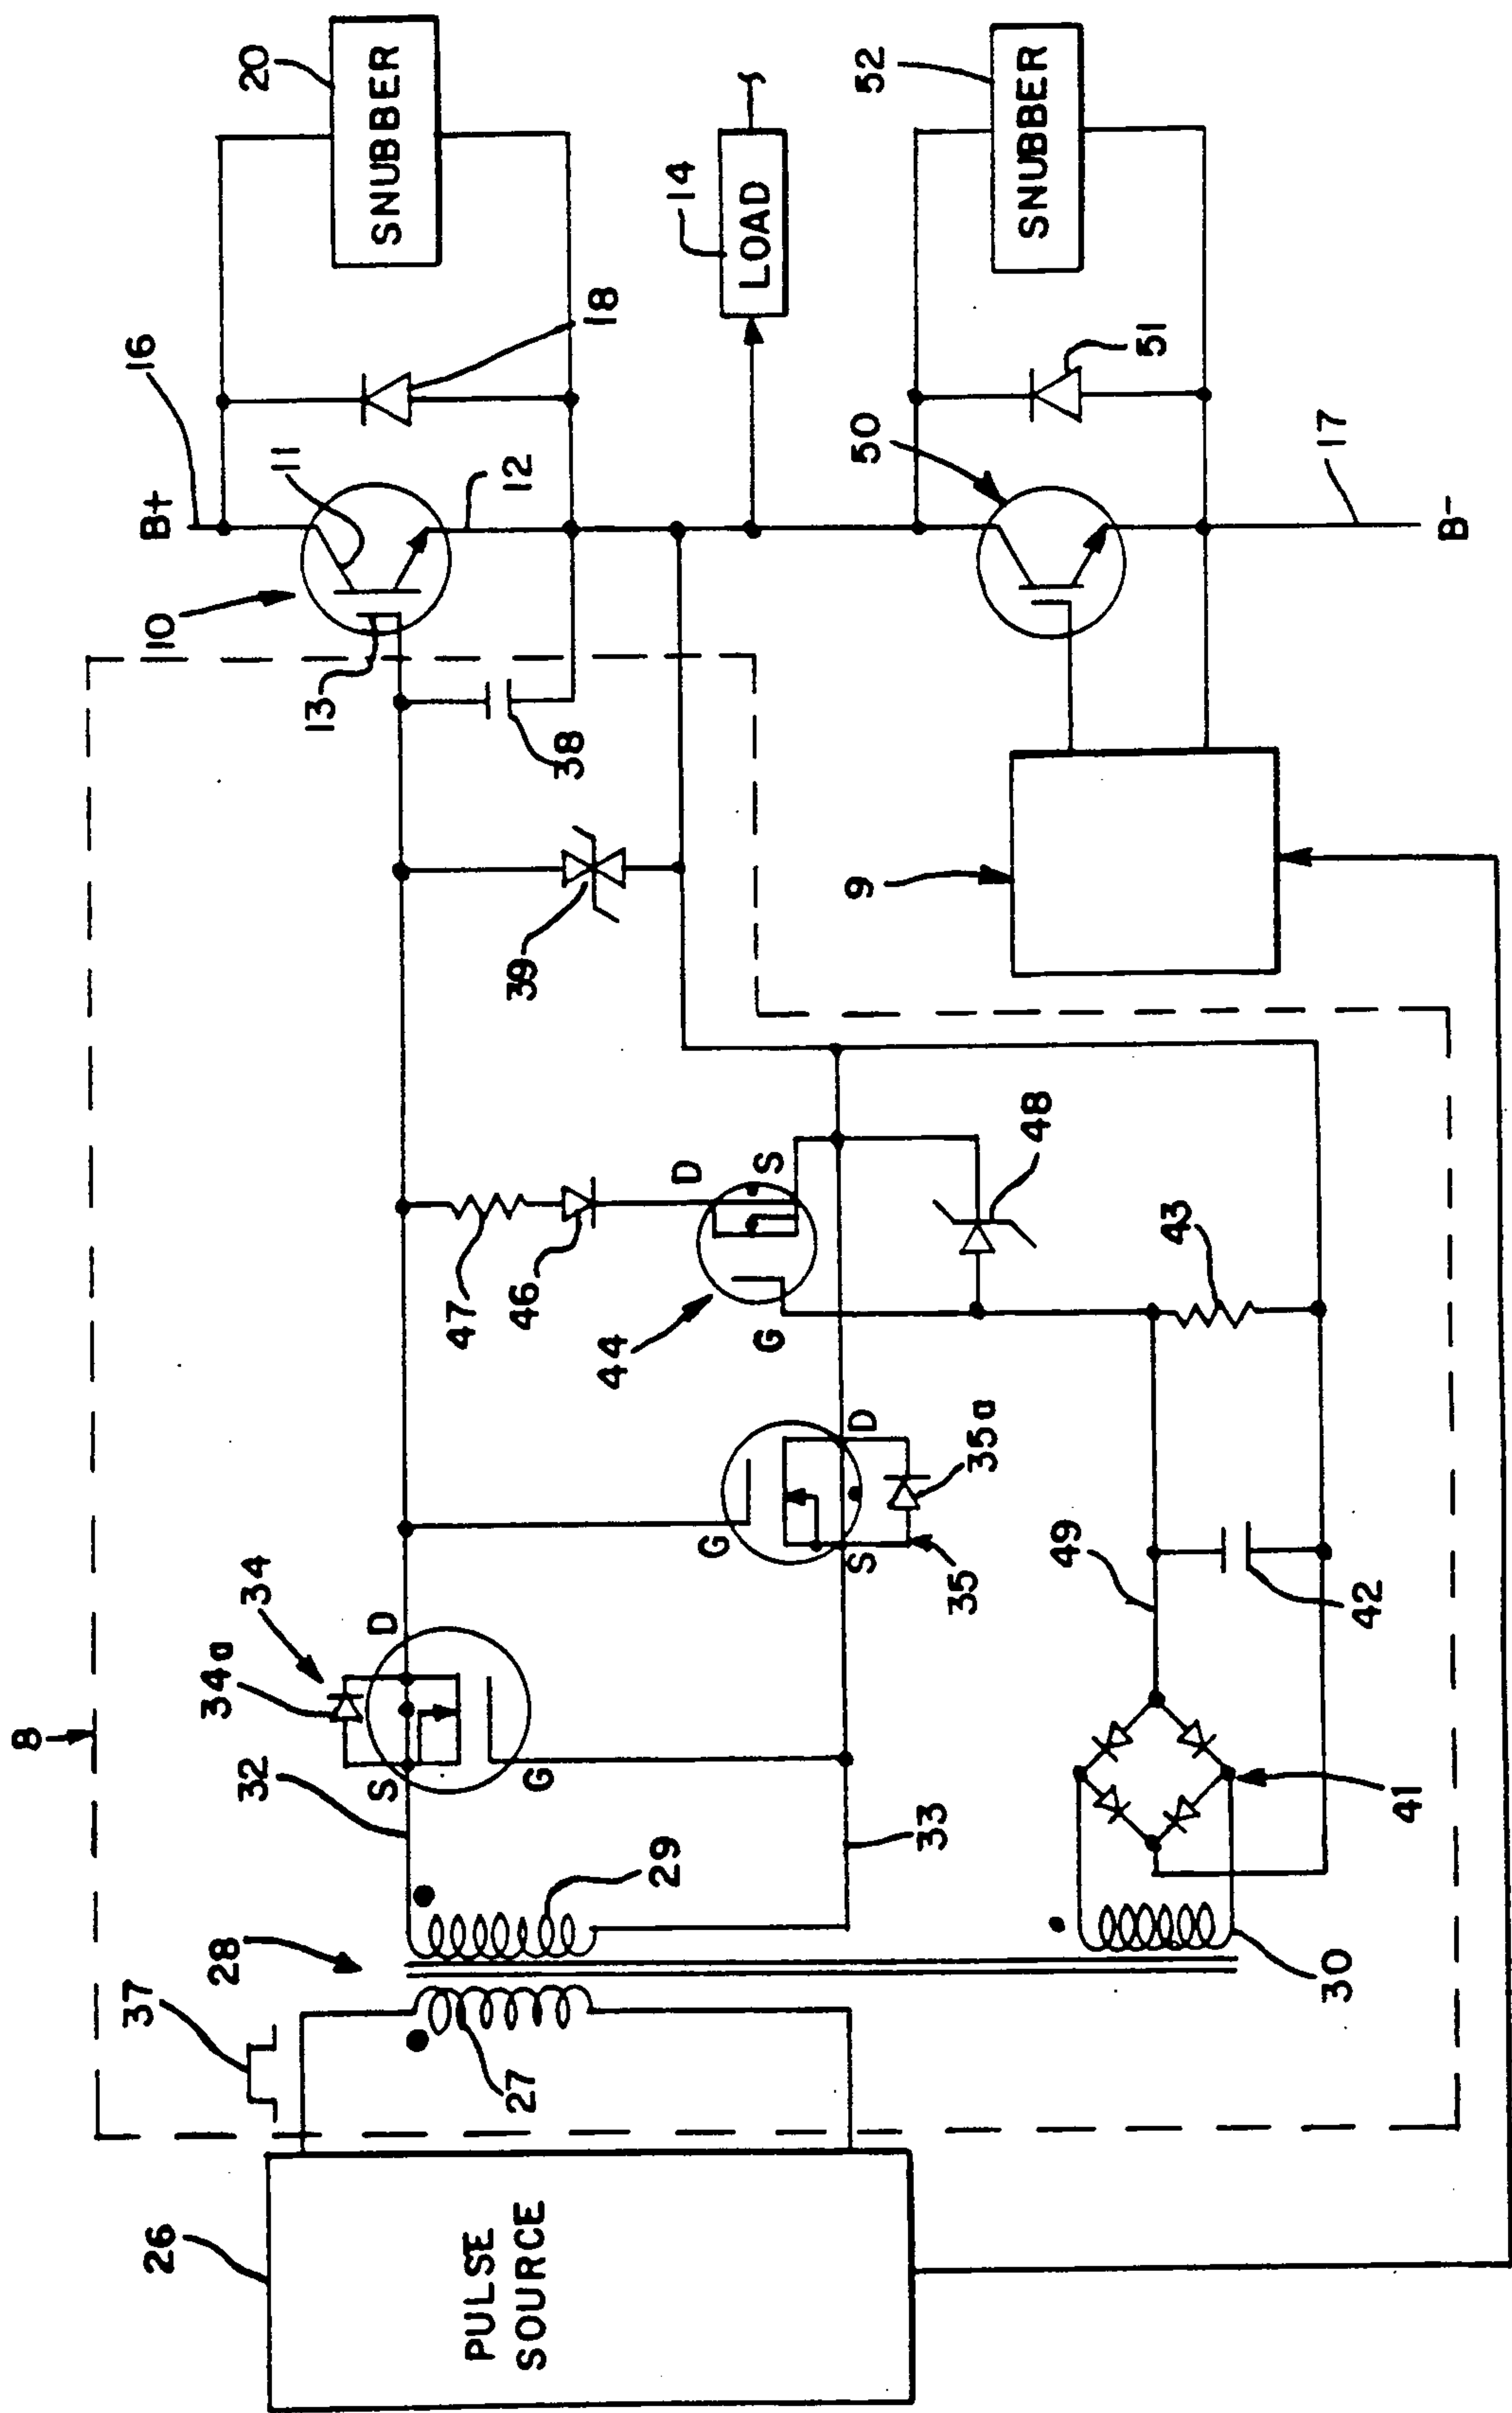 8
26
PULSE
SOURCE
37
28
27
29
32
34a
34
S
D
G
33
30
41
49
42
G
S
D
35
35a
44
G
D
S
47
46
48
43
39
38
13
10
11
12
B+
16
18
20
SNUBBER
14
LOAD
9
50
51
52
SNUBBER
17
B-